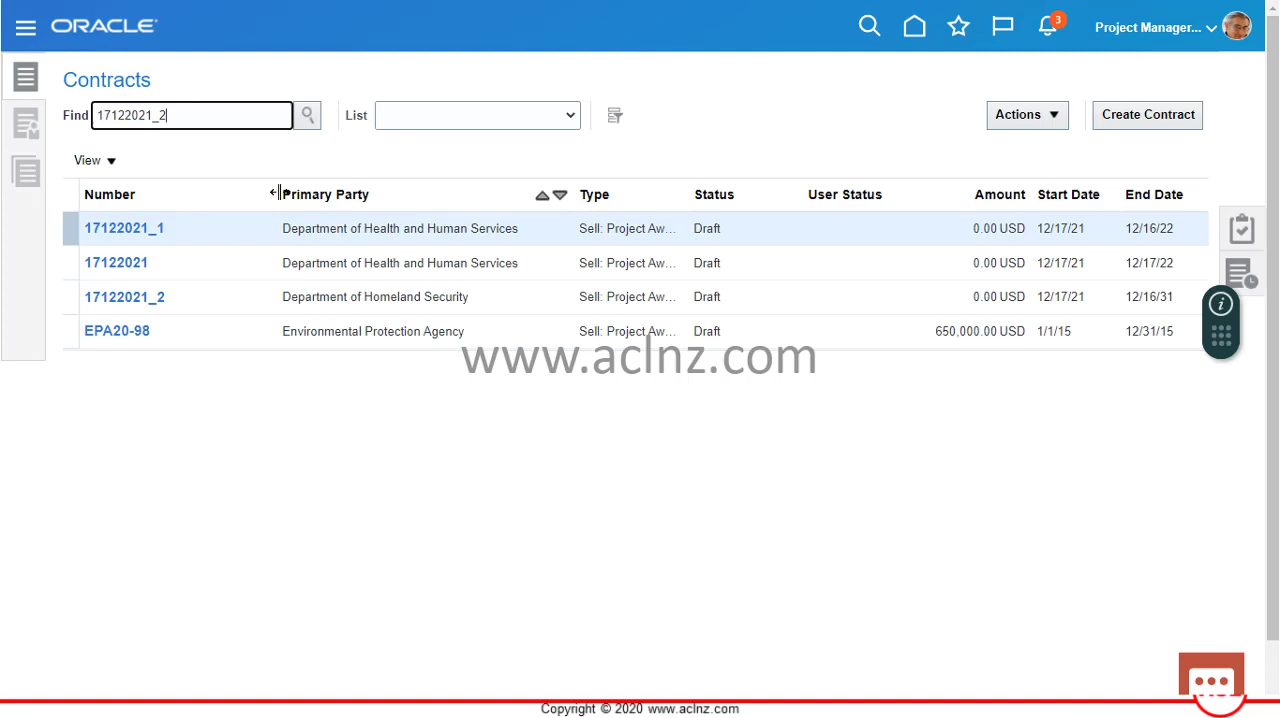 ORACLE
3
Project Manager...
Contracts
Find 17122021_2 List Actions Create Contract
View
Number Primary Party Type Status User Status Amount Start Date End Date
17122021_1 Department of Health and Human Services Sell: Project Aw... Draft 0.00 USD 12/17/21 12/16/22
17122021 Department of Health and Human Services Sell: Project Aw... Draft 0.00 USD 12/17/21 12/17/22
17122021_2 Department of Homeland Security Sell: Project Aw... Draft 0.00 USD 12/17/21 12/16/31
EPA20-98 Environmental Protection Agency Sell: Project Aw... Draft 650,000.00 USD 1/1/15 12/31/15
www.aclnz.com
Copyright © 2020 www.aclnz.com